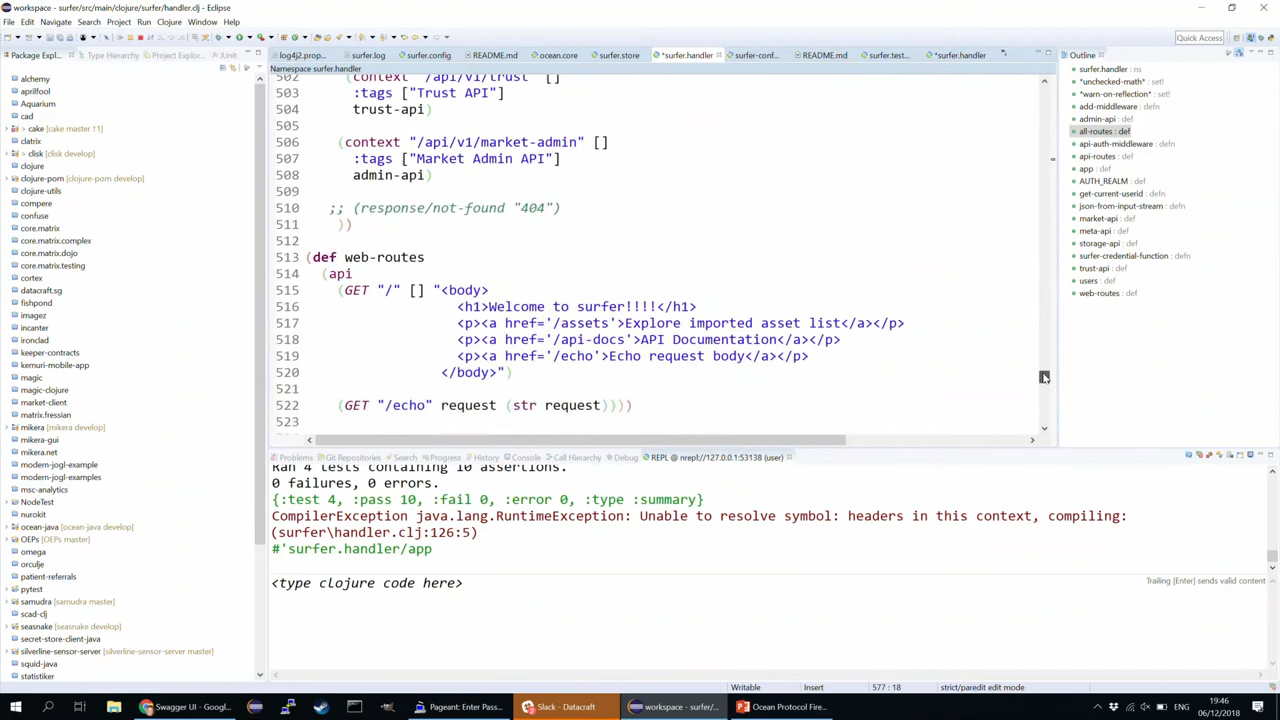 workspace - surfer/src/main/clojure/surfer/handler.clj - Eclipse
File Edit Navigate Search Project Run Clojure Window Help
Quick Access
Package Expl... Type Hierarchy Project Explor... JUnit
alchemy
aprilfool
Aquarium
cad
> cake [cake master ↑1]
clatrix
> clisk [clisk develop]
clojure
clojure-pom [clojure-pom develop]
clojure-utils
compere
confuse
core.matrix
core.matrix.complex
core.matrix.dojo
core.matrix.testing
cortex
datacraft.sg
fishpond
imagez
incanter
ironclad
keeper-contracts
kemuri-mobile-app
magic
magic-clojure
market-client
matrix.fressian
mikera [mikera develop]
mikera-gui
mikera.net
modern-jogl-example
modern-jogl-examples
msc-analytics
NodeTest
nurokit
ocean-java [ocean-java develop]
OEPs [OEPs master]
omega
orculje
patient-referrals
pytest
samudra [samudra master]
scad-clj
seasnake [seasnake develop]
secret-store-client-java
silverline-sensor-server [silverline-sensor-server master]
squid-java
statistiker
log4j2.prop... surfer.log surfer.config README.md ocean.core surfer.store *surfer.handler surfer-conf... README.md surfer.test... *surfer.handler
Namespace surfer.handler
502 (context "/api/v1/trust" []
503 :tags ["Trust API"]
504 trust-api)
505
506 (context "/api/v1/market-admin" []
507 :tags ["Market Admin API"]
508 admin-api)
509
510 ;; (response/not-found "404")
511 ))
512
513 (def web-routes
514 (api
515 (GET "/" [] "<body>
516 <h1>Welcome to surfer!!!!</h1>
517 <p><a href='/assets'>Explore imported asset list</a></p>
518 <p><a href='/api-docs'>API Documentation</a></p>
519 <p><a href='/echo'>Echo request body</a></p>
520 </body>")
521
522 (GET "/echo" request (str request))))
523
Outline
surfer.handler : ns
*unchecked-math* : set!
*warn-on-reflection* : set!
add-middleware : defn
admin-api : def
all-routes : def
api-auth-middleware : defn
api-routes : def
app : def
AUTH_REALM : def
get-current-userid : defn
json-from-input-stream : defn
market-api : def
meta-api : def
storage-api : def
surfer-credential-function : defn
trust-api : def
users : def
web-routes : def
Problems Git Repositories Search Progress History Console Call Hierarchy Debug REPL @ nrepl://127.0.0.1:53138 (user)
Ran 4 tests containing 10 assertions.
0 failures, 0 errors.
{:test 4, :pass 10, :fail 0, :error 0, :type :summary}
CompilerException java.lang.RuntimeException: Unable to resolve symbol: headers in this context, compiling:
(surfer\handler.clj:126:5)
#'surfer.handler/app
<type clojure code here>
Trailing [Enter] sends valid content
Writable Insert 577 : 18 strict/paredit edit mode
Swagger UI - Googl... Pageant: Enter Pass... Slack - Datacraft workspace - surfer/... Ocean Protocol Fire...
19:46
06/12/2018